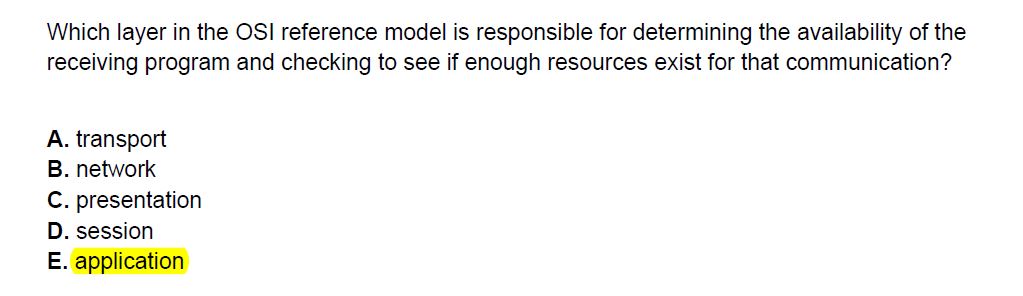 Which layer in the OSI reference model is responsible for determining the availability of the
receiving program and checking to see if enough resources exist for that communication?
A. transport
B. network
C. presentation
D. session
E. application